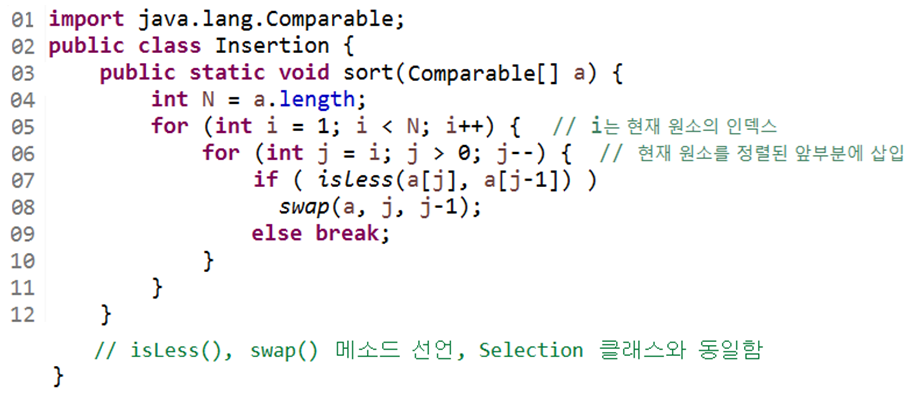 01 import java.lang.Comparable;
02 public class Insertion {
03     public static void sort(Comparable[] a) {
04         int N = a.length;
05         for (int i = 1; i < N; i++) {   // i는 현재 원소의 인덱스
06             for (int j = i; j > 0; j--) {  // 현재 원소를 정렬된 앞부분에 삽입
07                 if ( isLess(a[j], a[j-1]) )
08                   swap(a, j, j-1);
09                 else break;
10             }
11         }
12     }
// isLess(), swap() 메소드 선언, Selection 클래스와 동일함
}